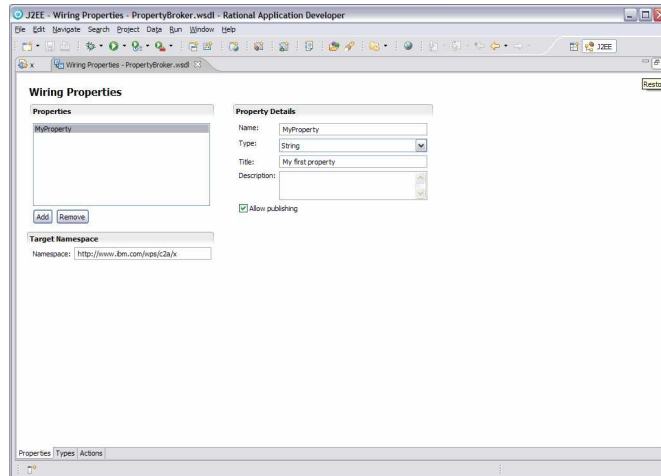 J2EE - Wiring Properties - PropertyBroker.wsdl - Rational Application Developer
File Edit Navigate Search Project Data Run Window Help
J2EE
x Wiring Properties - PropertyBroker.wsdl
Resto
Wiring Properties
Properties
MyProperty
Add Remove
Target Namespace
Namespace: http://www.ibm.com/wps/c2a/x
Property Details
Name: MyProperty
Type: String
Title: My first property
Description:
Allow publishing
Properties Types Actions